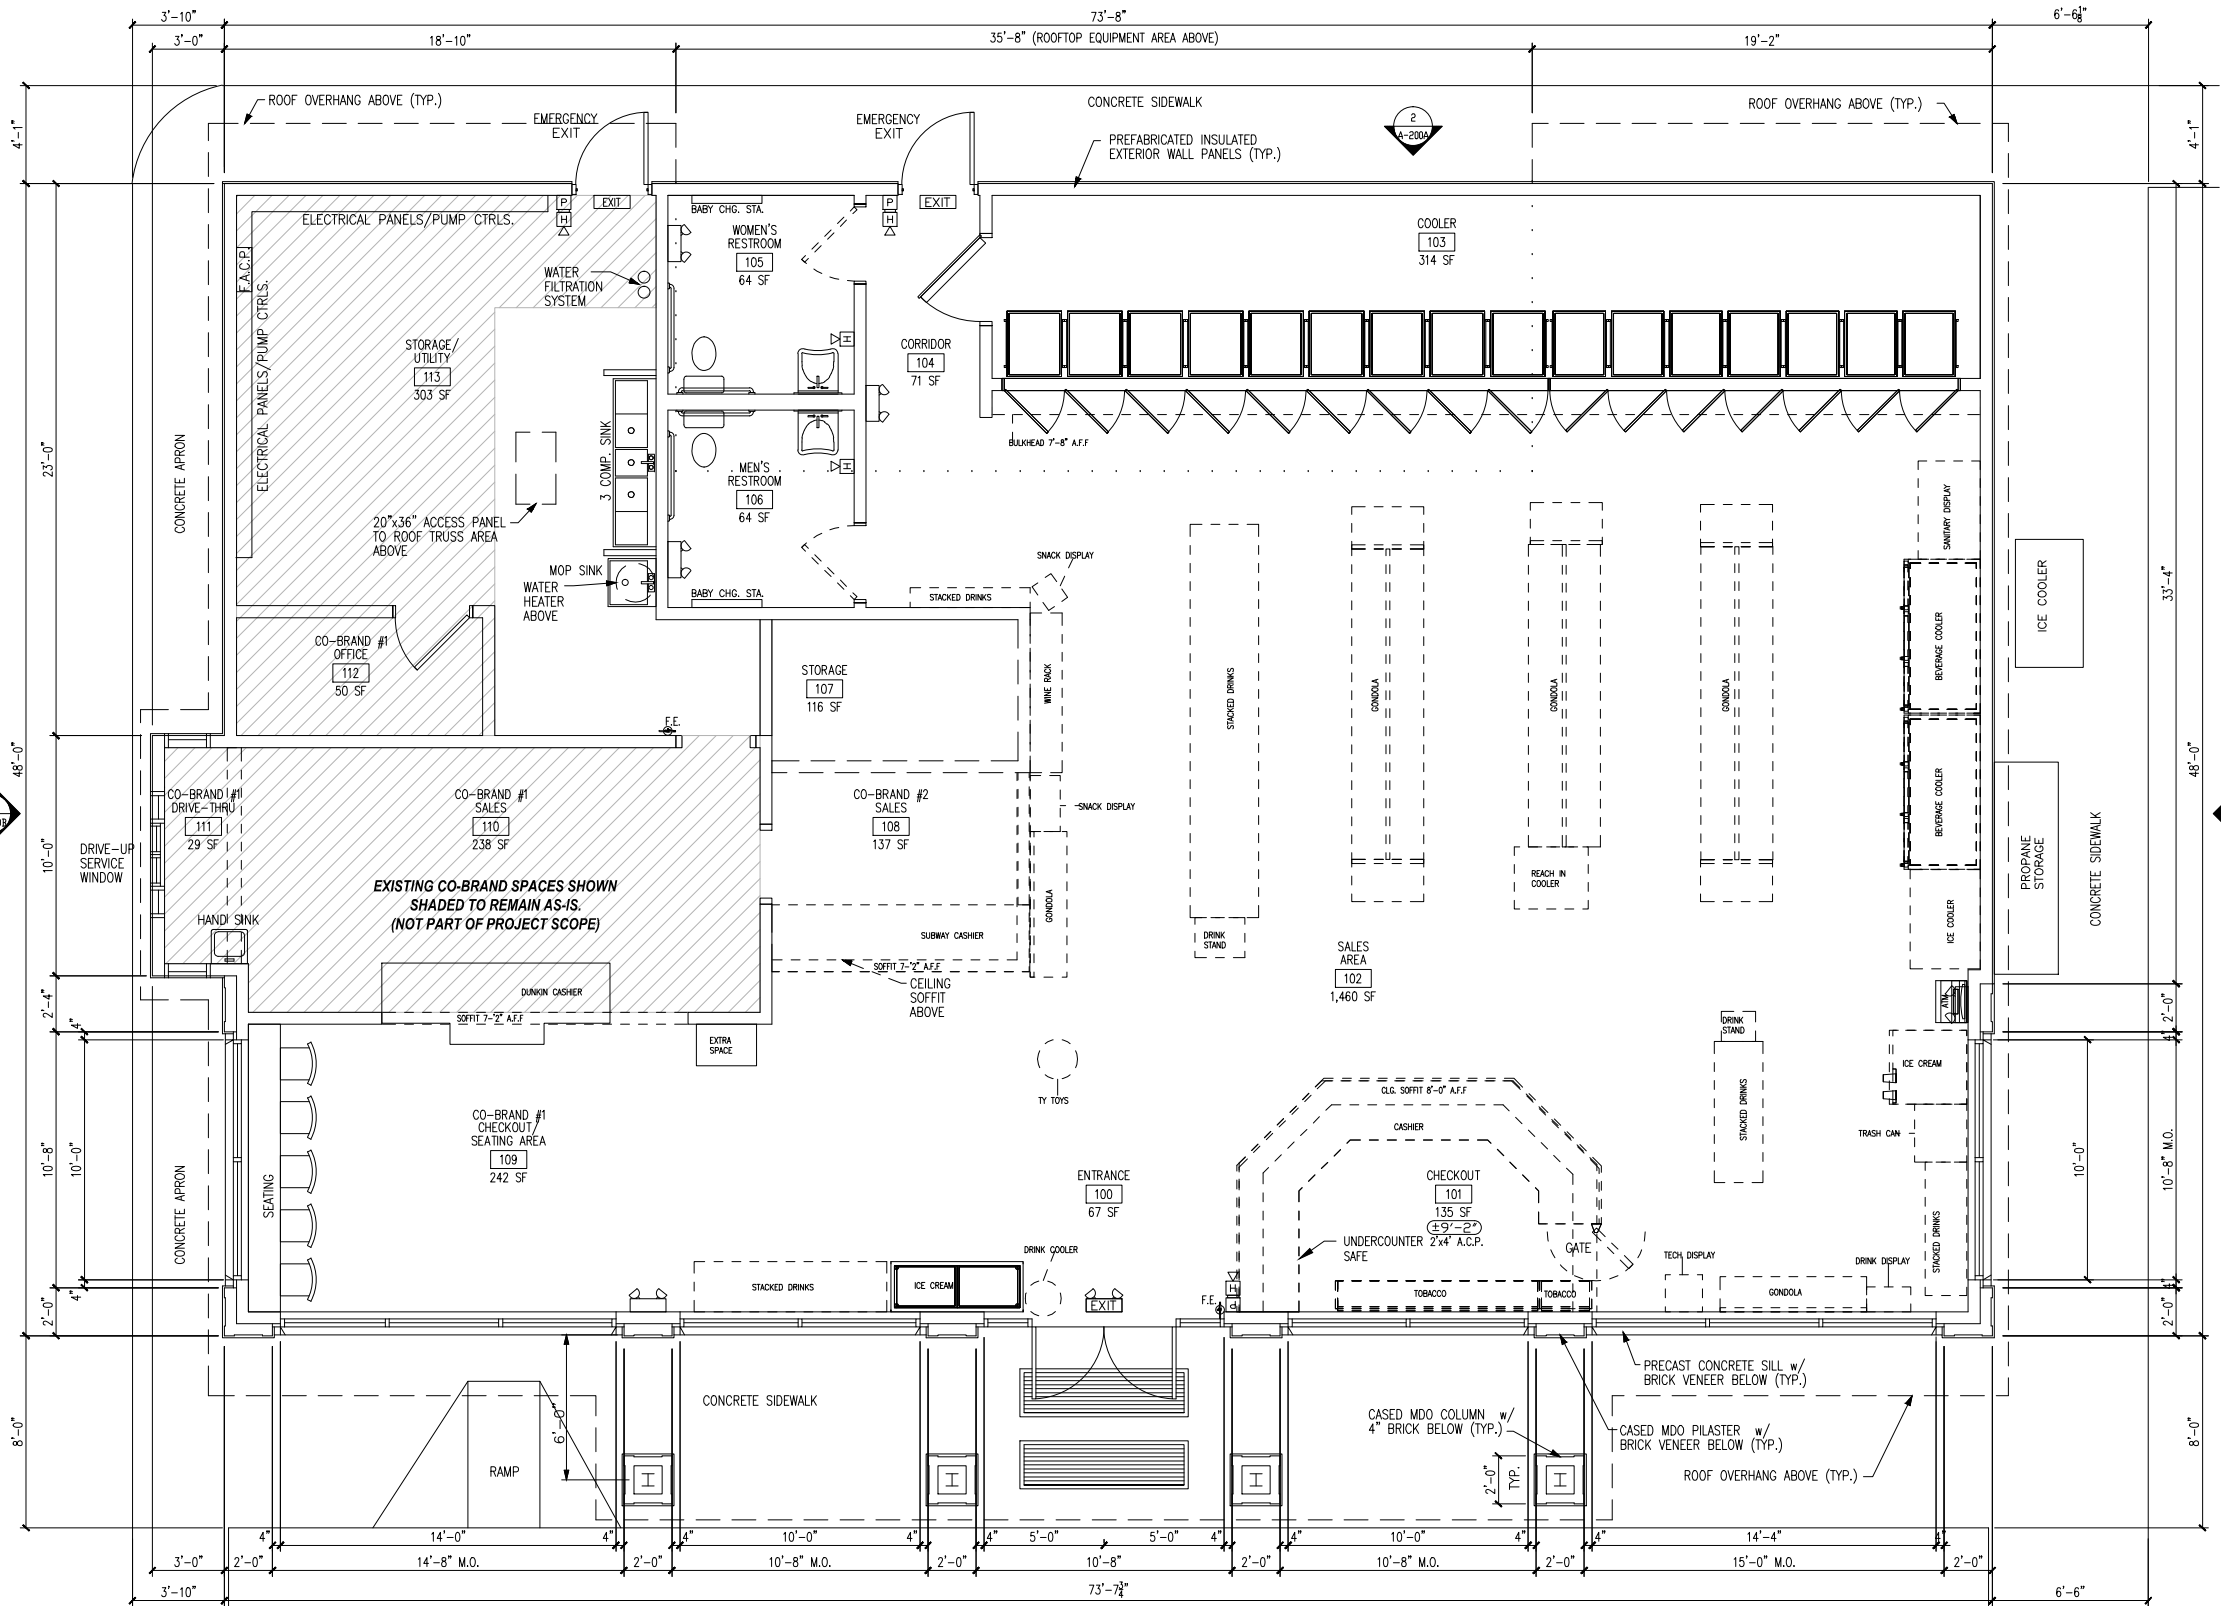 3'-10"
73'-8"
6'-6⅛"
3'-0"
18'-10"
35'-8" (ROOFTOP EQUIPMENT AREA ABOVE)
19'-2"
ROOF OVERHANG ABOVE (TYP.)
EMERGENCY
EXIT
EMERGENCY
EXIT
CONCRETE SIDEWALK
2
A-200A
ROOF OVERHANG ABOVE (TYP.)
4'-1"
4'-1"
PREFABRICATED INSULATED
EXTERIOR WALL PANELS (TYP.)
ELECTRICAL PANELS/PUMP CTRLS.
P
H
EXIT
BABY CHG. STA.
P
H
EXIT
WOMEN'S
RESTROOM
105
64 SF
COOLER
103
314 SF
F.A.C.P.
ELECTRICAL PANELS/PUMP CTRLS.
WATER
FILTRATION
SYSTEM
STORAGE/
UTILITY
113
303 SF
H
CORRIDOR
104
71 SF
CONCRETE APRON
23'-0"
3 COMP. SINK
BULKHEAD 7'-8" A.F.F
MEN'S
RESTROOM
106
64 SF
H
20"x36" ACCESS PANEL
TO ROOF TRUSS AREA
ABOVE
SANITARY DISPLAY
MOP SINK
WATER
HEATER
ABOVE
BABY CHG. STA.
STACKED DRINKS
SNACK DISPLAY
ICE COOLER
33'-4"
CO-BRAND #1
OFFICE
112
50 SF
STORAGE
107
116 SF
WINE RACK
STACKED DRINKS
GONDOLA
GONDOLA
GONDOLA
BEVERAGE COOLER
F.E.
48'-0"
48'-0"
CO-BRAND #1
DRIVE-THRU
111
29 SF
CO-BRAND #1
SALES
110
238 SF
CO-BRAND #2
SALES
108
137 SF
SNACK DISPLAY
BEVERAGE COOLER
PROPANE
STORAGE
CONCRETE SIDEWALK
DRIVE-UP
SERVICE
WINDOW
10'-0"
EXISTING CO-BRAND SPACES SHOWN
SHADED TO REMAIN AS-IS.
(NOT PART OF PROJECT SCOPE)
REACH IN
COOLER
GONDOLA
HAND SINK
SUBWAY CASHIER
DRINK
STAND
ICE COOLER
SALES
AREA
102
1,460 SF
SOFFIT 7-'2" A.F.F
CEILING
SOFFIT
ABOVE
DUNKIN CASHIER
SOFFIT 7-'2" A.F.F
2'-4"
4"
ATM
2'-0"
4"
DRINK
STAND
EXTRA
SPACE
ICE CREAM
TY TOYS
CLG. SOFFIT 8'-0" A.F.F
CASHIER
STACKED DRINKS
TRASH CAN
CO-BRAND #1
CHECKOUT/
SEATING AREA
109
242 SF
10'-8"
10'-0"
10'-0"
10'-8" M.O.
CONCRETE APRON
SEATING
ENTRANCE
100
67 SF
CHECKOUT
101
135 SF
±9'-2"
2'x4' A.C.P.
UNDERCOUNTER
SAFE
GATE
STACKED DRINKS
DRINK COOLER
TECH DISPLAY
DRINK DISPLAY
STACKED DRINKS
ICE CREAM
EXIT
F.E.
H
P
TOBACCO
TOBACCO
GONDOLA
4"
2'-0"
4"
2'-0"
PRECAST CONCRETE SILL w/
BRICK VENEER BELOW (TYP.)
CONCRETE SIDEWALK
6'-0"
CASED MDO COLUMN w/
4" BRICK BELOW (TYP.)
CASED MDO PILASTER w/
BRICK VENEER BELOW (TYP.)
8'-0"
8'-0"
RAMP
2'-0"
TYP.
ROOF OVERHANG ABOVE (TYP.)
4"
14'-0"
4"
4"
10'-0"
4"
4"
5'-0"
5'-0"
4"
4"
10'-0"
4"
4"
14'-4"
4"
3'-0"
2'-0"
14'-8" M.O.
2'-0"
10'-8" M.O.
2'-0"
10'-8"
2'-0"
10'-8" M.O.
2'-0"
15'-0" M.O.
2'-0"
3'-10"
73'-7¾"
6'-6"